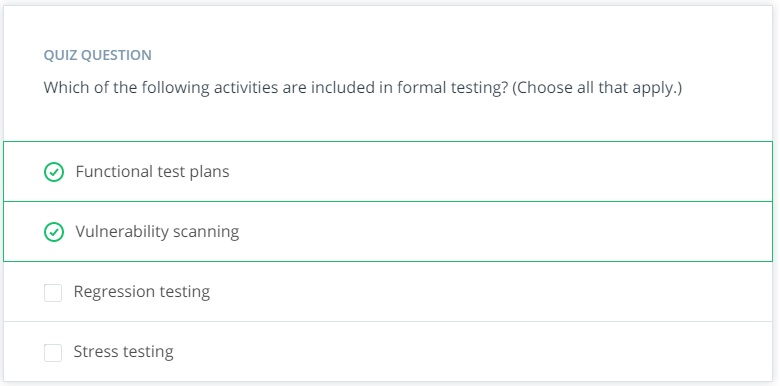 QUIZ QUESTION
Which of the following activities are included in formal testing? (Choose all that apply.)
Functional test plans
Vulnerability scanning
Regression testing
Stress testing